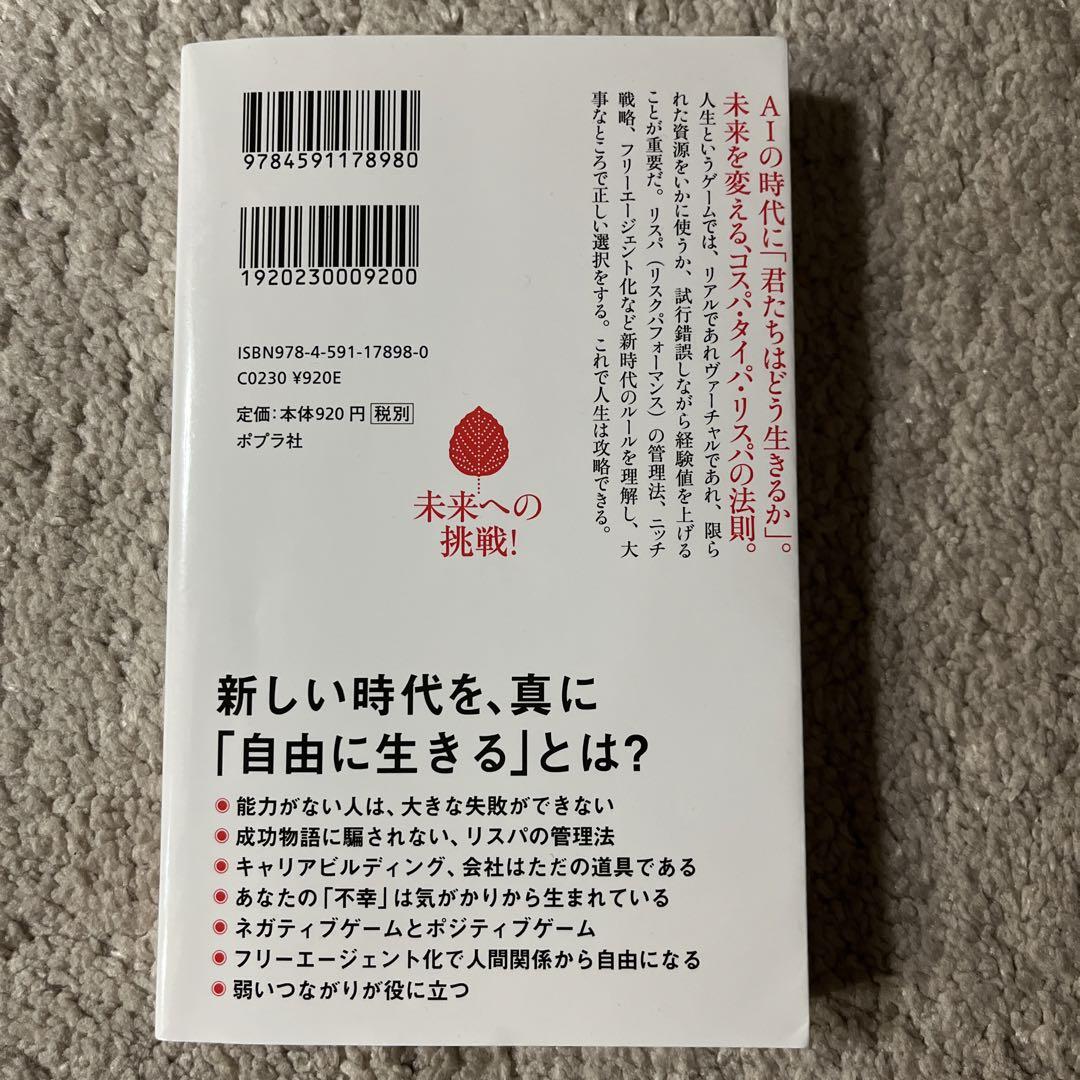 AIの時代に「君たちはどう生きるか」。
未来を変える、コスパ・タイパ・リスパの法則。
人生というゲームでは、リアルであれヴァーチャルであれ、限ら
れた資源をいかに使うか、試行錯誤しながら経験値を上げる
ことが重要だ。リスパ（リスクパフォーマンス）の管理法、ニッチ
戦略、フリーエージェント化など新時代のルールを理解し、大
事なところで正しい選択をする。これで人生は攻略できる。
9784591178980
1920230009200
ISBN978-4-591-17898-0
C0230 ¥920E
定価：本体920円 税別
ポプラ社
未来への
挑戦！
新しい時代を、真に
「自由に生きる」とは？
◉ 能力がない人は、大きな失敗ができない
◉ 成功物語に騙されない、リスパの管理法
◉ キャリアビルディング、会社はただの道具である
◉ あなたの「不幸」は気がかりから生まれている
◉ ネガティブゲームとポジティブゲーム
◉ フリーエージェント化で人間関係から自由になる
◉ 弱いつながりが役に立つ